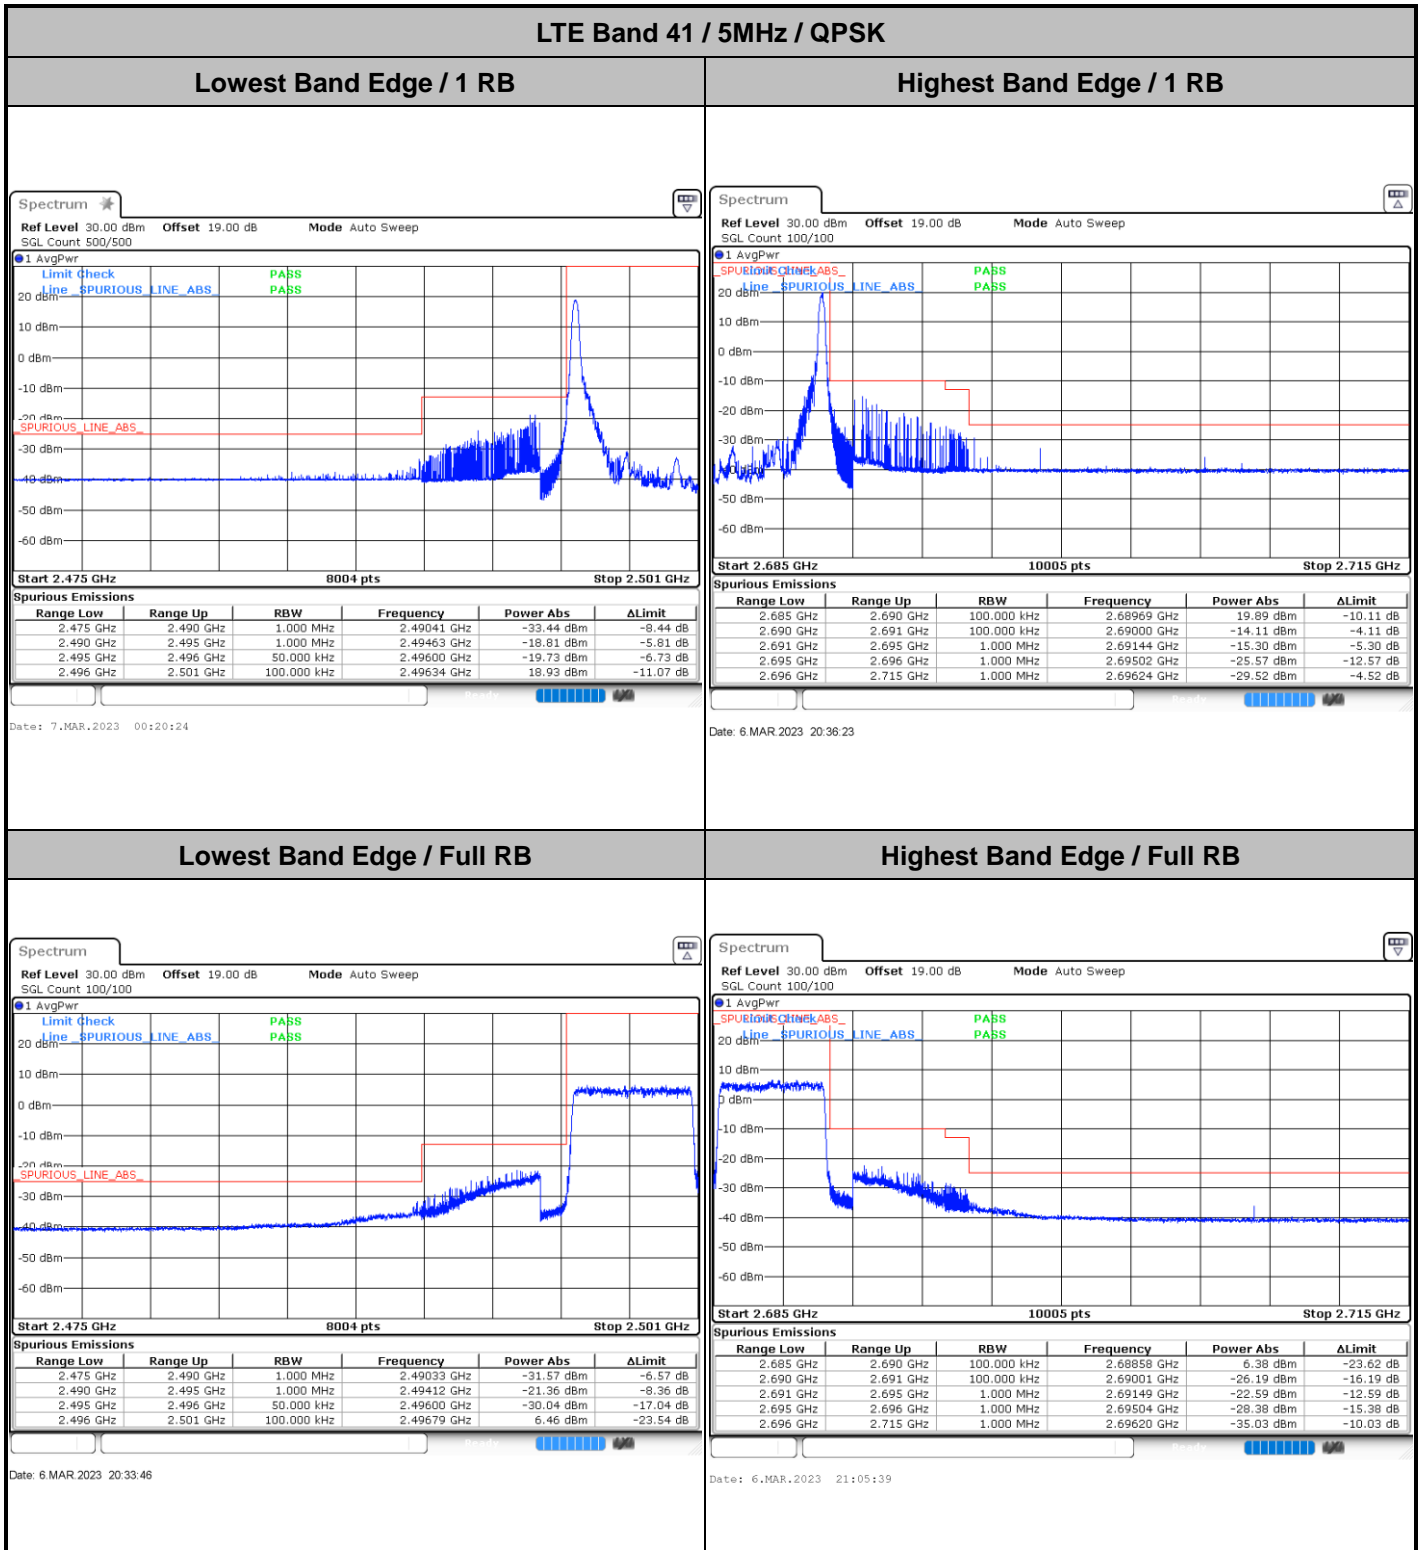 LTE Band 41 / 5MHz / QPSK
Lowest Band Edge / 1 RB
Highest Band Edge / 1 RB
Spectrum
Ref Level 30.00 dBm Offset 19.00 dB Mode Auto Sweep
SGL Count 500/500
1 AvgPwr
Limit Check PASS
Line _SPURIOUS_LINE_ABS_ PASS
20 dBm
10 dBm
0 dBm
-10 dBm
-20 dBm
_SPURIOUS_LINE_ABS_
-30 dBm
-40 dBm
-50 dBm
-60 dBm
Start 2.475 GHz 8004 pts Stop 2.501 GHz
Spurious Emissions
Range Low Range Up RBW Frequency Power Abs ΔLimit
2.475 GHz 2.490 GHz 1.000 MHz 2.49041 GHz -33.44 dBm -8.44 dB
2.490 GHz 2.495 GHz 1.000 MHz 2.49463 GHz -18.81 dBm -5.81 dB
2.495 GHz 2.496 GHz 50.000 kHz 2.49600 GHz -19.73 dBm -6.73 dB
2.496 GHz 2.501 GHz 100.000 kHz 2.49634 GHz 18.93 dBm -11.07 dB
Ready
Date: 7.MAR.2023 00:20:24
Spectrum
Ref Level 30.00 dBm Offset 19.00 dB Mode Auto Sweep
SGL Count 100/100
1 AvgPwr
_SPURIOUS_LINE_ABS_
Limit Check PASS
Line _SPURIOUS_LINE_ABS_ PASS
20 dBm
10 dBm
0 dBm
-10 dBm
-20 dBm
-30 dBm
-40 dBm
-50 dBm
-60 dBm
Start 2.685 GHz 10005 pts Stop 2.715 GHz
Spurious Emissions
Range Low Range Up RBW Frequency Power Abs ΔLimit
2.685 GHz 2.690 GHz 100.000 kHz 2.68969 GHz 19.89 dBm -10.11 dB
2.690 GHz 2.691 GHz 100.000 kHz 2.69000 GHz -14.11 dBm -4.11 dB
2.691 GHz 2.695 GHz 1.000 MHz 2.69144 GHz -15.30 dBm -5.30 dB
2.695 GHz 2.696 GHz 1.000 MHz 2.69502 GHz -25.57 dBm -12.57 dB
2.696 GHz 2.715 GHz 1.000 MHz 2.69624 GHz -29.52 dBm -4.52 dB
Ready
Date: 6.MAR.2023 20:36:23
Lowest Band Edge / Full RB
Highest Band Edge / Full RB
Spectrum
Ref Level 30.00 dBm Offset 19.00 dB Mode Auto Sweep
SGL Count 100/100
1 AvgPwr
Limit Check PASS
Line _SPURIOUS_LINE_ABS_ PASS
20 dBm
10 dBm
0 dBm
-10 dBm
-20 dBm
_SPURIOUS_LINE_ABS_
-30 dBm
-40 dBm
-50 dBm
-60 dBm
Start 2.475 GHz 8004 pts Stop 2.501 GHz
Spurious Emissions
Range Low Range Up RBW Frequency Power Abs ΔLimit
2.475 GHz 2.490 GHz 1.000 MHz 2.49033 GHz -31.57 dBm -6.57 dB
2.490 GHz 2.495 GHz 1.000 MHz 2.49412 GHz -21.36 dBm -8.36 dB
2.495 GHz 2.496 GHz 50.000 kHz 2.49600 GHz -30.04 dBm -17.04 dB
2.496 GHz 2.501 GHz 100.000 kHz 2.49679 GHz 6.46 dBm -23.54 dB
Ready
Date: 6.MAR.2023 20:33:46
Spectrum
Ref Level 30.00 dBm Offset 19.00 dB Mode Auto Sweep
SGL Count 100/100
1 AvgPwr
_SPURIOUS_LINE_ABS_
Limit Check PASS
Line _SPURIOUS_LINE_ABS_ PASS
20 dBm
10 dBm
0 dBm
-10 dBm
-20 dBm
-30 dBm
-40 dBm
-50 dBm
-60 dBm
Start 2.685 GHz 10005 pts Stop 2.715 GHz
Spurious Emissions
Range Low Range Up RBW Frequency Power Abs ΔLimit
2.685 GHz 2.690 GHz 100.000 kHz 2.68858 GHz 6.38 dBm -23.62 dB
2.690 GHz 2.691 GHz 100.000 kHz 2.69001 GHz -26.19 dBm -16.19 dB
2.691 GHz 2.695 GHz 1.000 MHz 2.69149 GHz -22.59 dBm -12.59 dB
2.695 GHz 2.696 GHz 1.000 MHz 2.69504 GHz -28.38 dBm -15.38 dB
2.696 GHz 2.715 GHz 1.000 MHz 2.69620 GHz -35.03 dBm -10.03 dB
Ready
Date: 6.MAR.2023 21:05:39